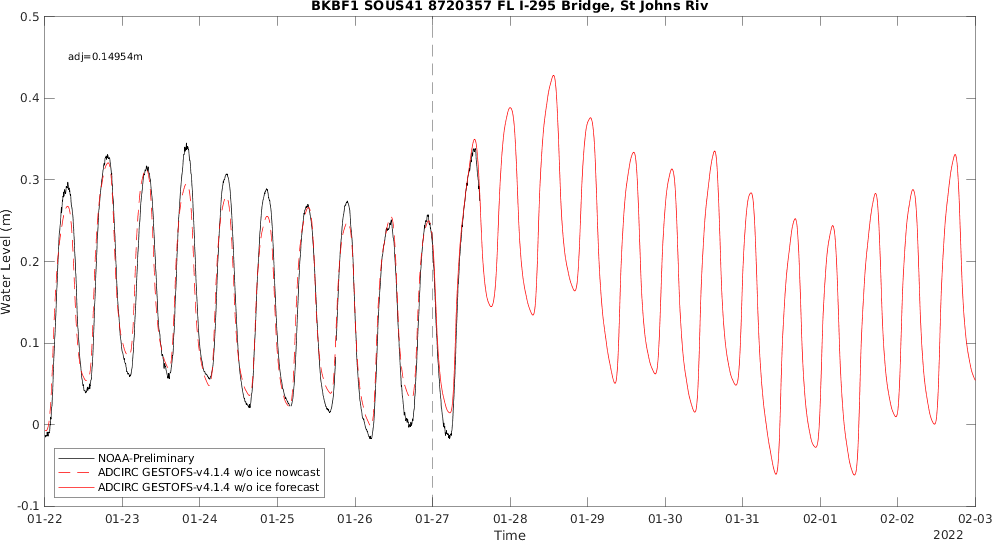 BKBF1 SOUS41 8720357 FL I-295 Bridge, St Johns Riv
adj=0.14954m
0.5
0.4
0.3
0.2
0.1
0
-0.1
Water Level (m)
NOAA-Preliminary
ADCIRC GESTOFS-v4.1.4 w/o ice nowcast
ADCIRC GESTOFS-v4.1.4 w/o ice forecast
01-22 01-23 01-24 01-25 01-26 01-27 01-28 01-29 01-30 01-31 02-01 02-02 02-03
Time
2022